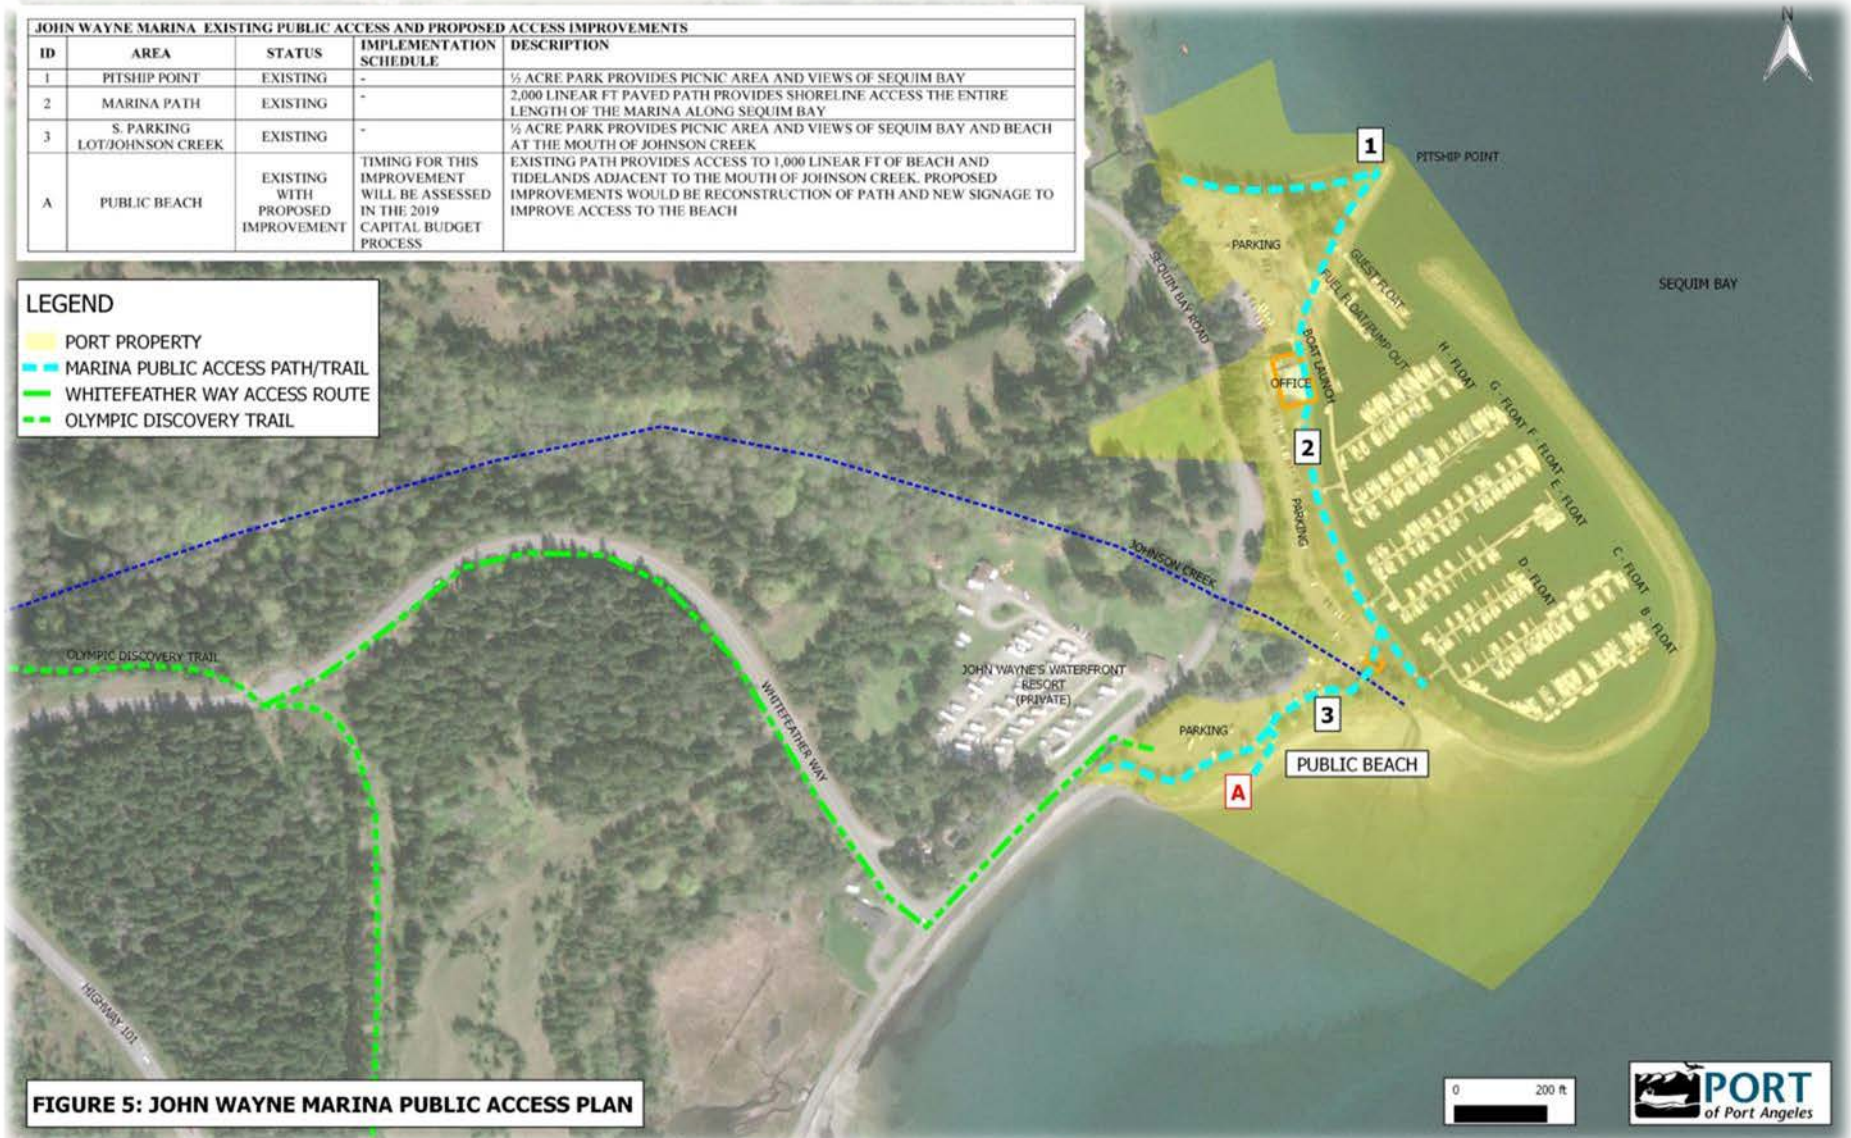 JOHN WAYNE MARINA EXISTING PUBLIC ACCESS AND PROPOSED ACCESS IMPROVEMENTS
ID AREA STATUS IMPLEMENTATION SCHEDULE DESCRIPTION
1 PITSHIP POINT EXISTING - ½ ACRE PARK PROVIDES PICNIC AREA AND VIEWS OF SEQUIM BAY
2 MARINA PATH EXISTING - 2,000 LINEAR FT PAVED PATH PROVIDES SHORELINE ACCESS THE ENTIRE
LENGTH OF THE MARINA ALONG SEQUIM BAY
3 S. PARKING
LOT/JOHNSON CREEK EXISTING - ½ ACRE PARK PROVIDES PICNIC AREA AND VIEWS OF SEQUIM BAY AND BEACH
AT THE MOUTH OF JOHNSON CREEK
A PUBLIC BEACH
EXISTING
WITH
PROPOSED
IMPROVEMENT
TIMING FOR THIS
IMPROVEMENT
WILL BE ASSESSED
IN THE 2019
CAPITAL BUDGET
PROCESS
EXISTING PATH PROVIDES ACCESS TO 1,000 LINEAR FT OF BEACH AND
TIDELANDS ADJACENT TO THE MOUTH OF JOHNSON CREEK. PROPOSED
IMPROVEMENTS WOULD BE RECONSTRUCTION OF PATH AND NEW SIGNAGE TO
IMPROVE ACCESS TO THE BEACH
LEGEND
PORT PROPERTY
MARINA PUBLIC ACCESS PATH/TRAIL
WHITEFEATHER WAY ACCESS ROUTE
OLYMPIC DISCOVERY TRAIL
N
1
PITSHIP POINT
PARKING
SEQUIM BAY ROAD
GUEST FLOAT
FUEL FLOAT/PUMP OUT
SEQUIM BAY
BOAT LAUNCH
OFFICE
H - FLOAT
G - FLOAT
F - FLOAT
E - FLOAT
2
PARKING
JOHNSON CREEK
D - FLOAT
C - FLOAT
B - FLOAT
OLYMPIC DISCOVERY TRAIL
JOHN WAYNE'S WATERFRONT
RESORT
(PRIVATE)
WHITEFEATHER WAY
3
PARKING
PUBLIC BEACH
A
HIGHWAY 101
FIGURE 5: JOHN WAYNE MARINA PUBLIC ACCESS PLAN
0 200 ft
PORT
of Port Angeles